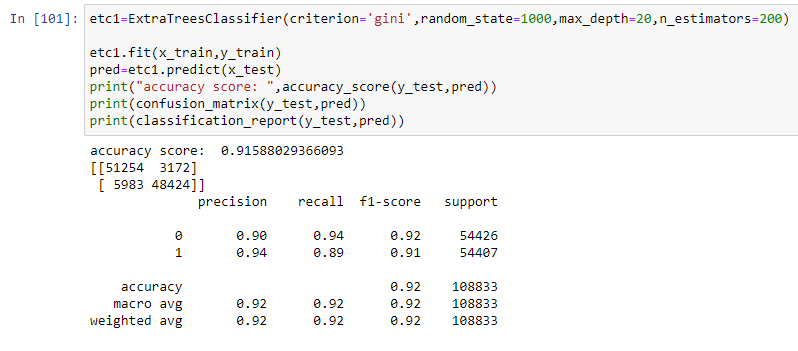 In [101]: etc1=ExtraTreesClassifier(criterion='gini',random_state=1000,max_depth=20,n_estimators=200)
etc1.fit(x_train,y_train)
pred=etc1.predict(x_test)
print("accuracy score: ",accuracy_score(y_test,pred))
print(confusion_matrix(y_test,pred))
print(classification_report(y_test,pred))
accuracy score:  0.91588029366093
[[51254  3172]
 [ 5983 48424]]
              precision    recall  f1-score   support
           0       0.90      0.94      0.92     54426
           1       0.94      0.89      0.91     54407
    accuracy                           0.92    108833
   macro avg       0.92      0.92      0.92    108833
weighted avg       0.92      0.92      0.92    108833